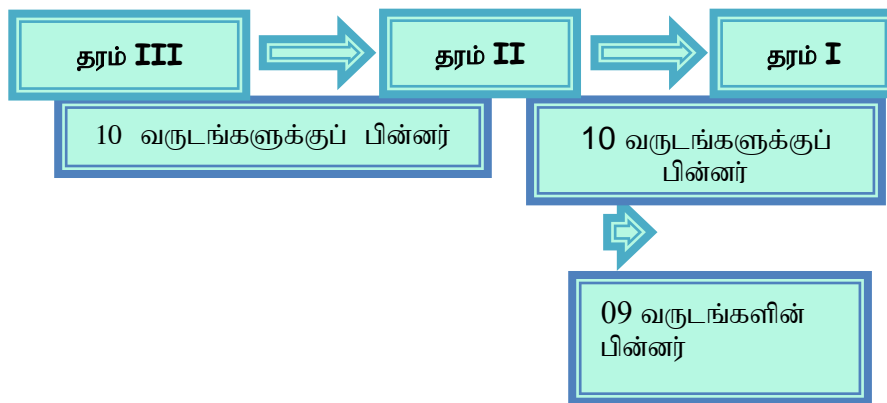 தரம் III
தரம் II
தரம் I
10 வருடங்களுக்குப் பின்னர்
10 வருடங்களுக்குப்
பின்னர்
09 வருடங்களின்
பின்னர்